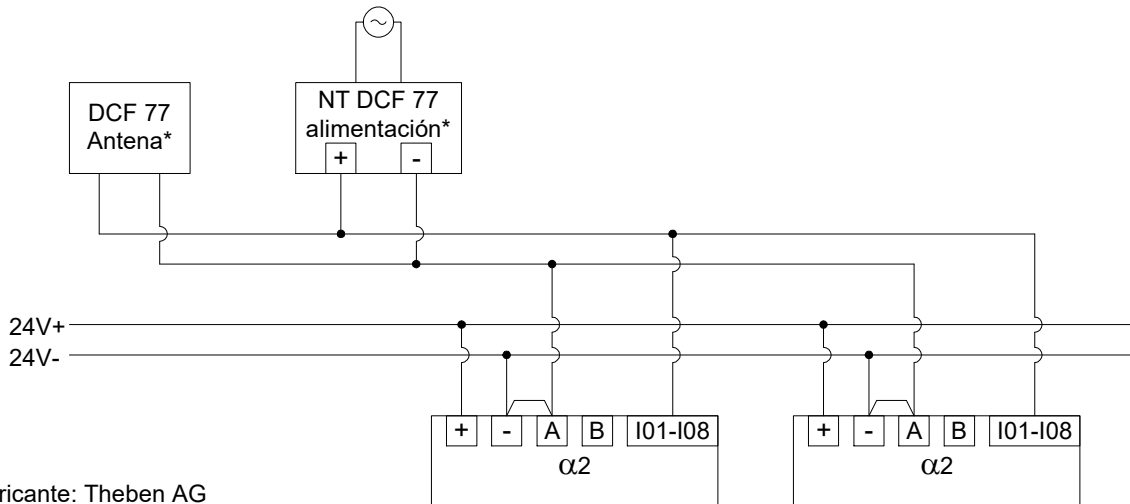 DCF 77
Antena*
NT DCF 77
alimentación*
+ -
24V+
24V-
+ - A B I01-I08
α2
+ - A B I01-I08
α2
ricante: Theben AG